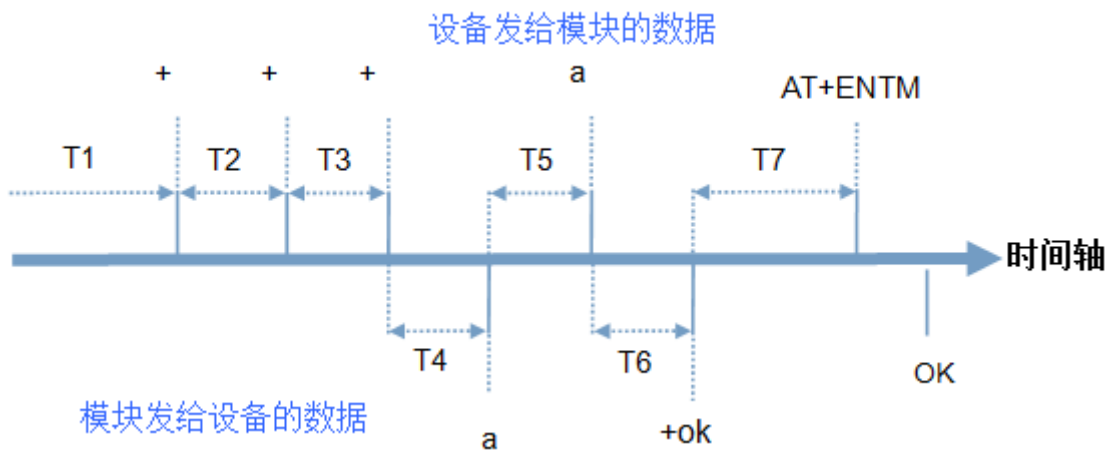 设备发给模块的数据
+ + + a
AT+ENTM
T1 T2 T3 T5 T7
时间轴
T4 T6 OK
模块发给设备的数据 a +ok